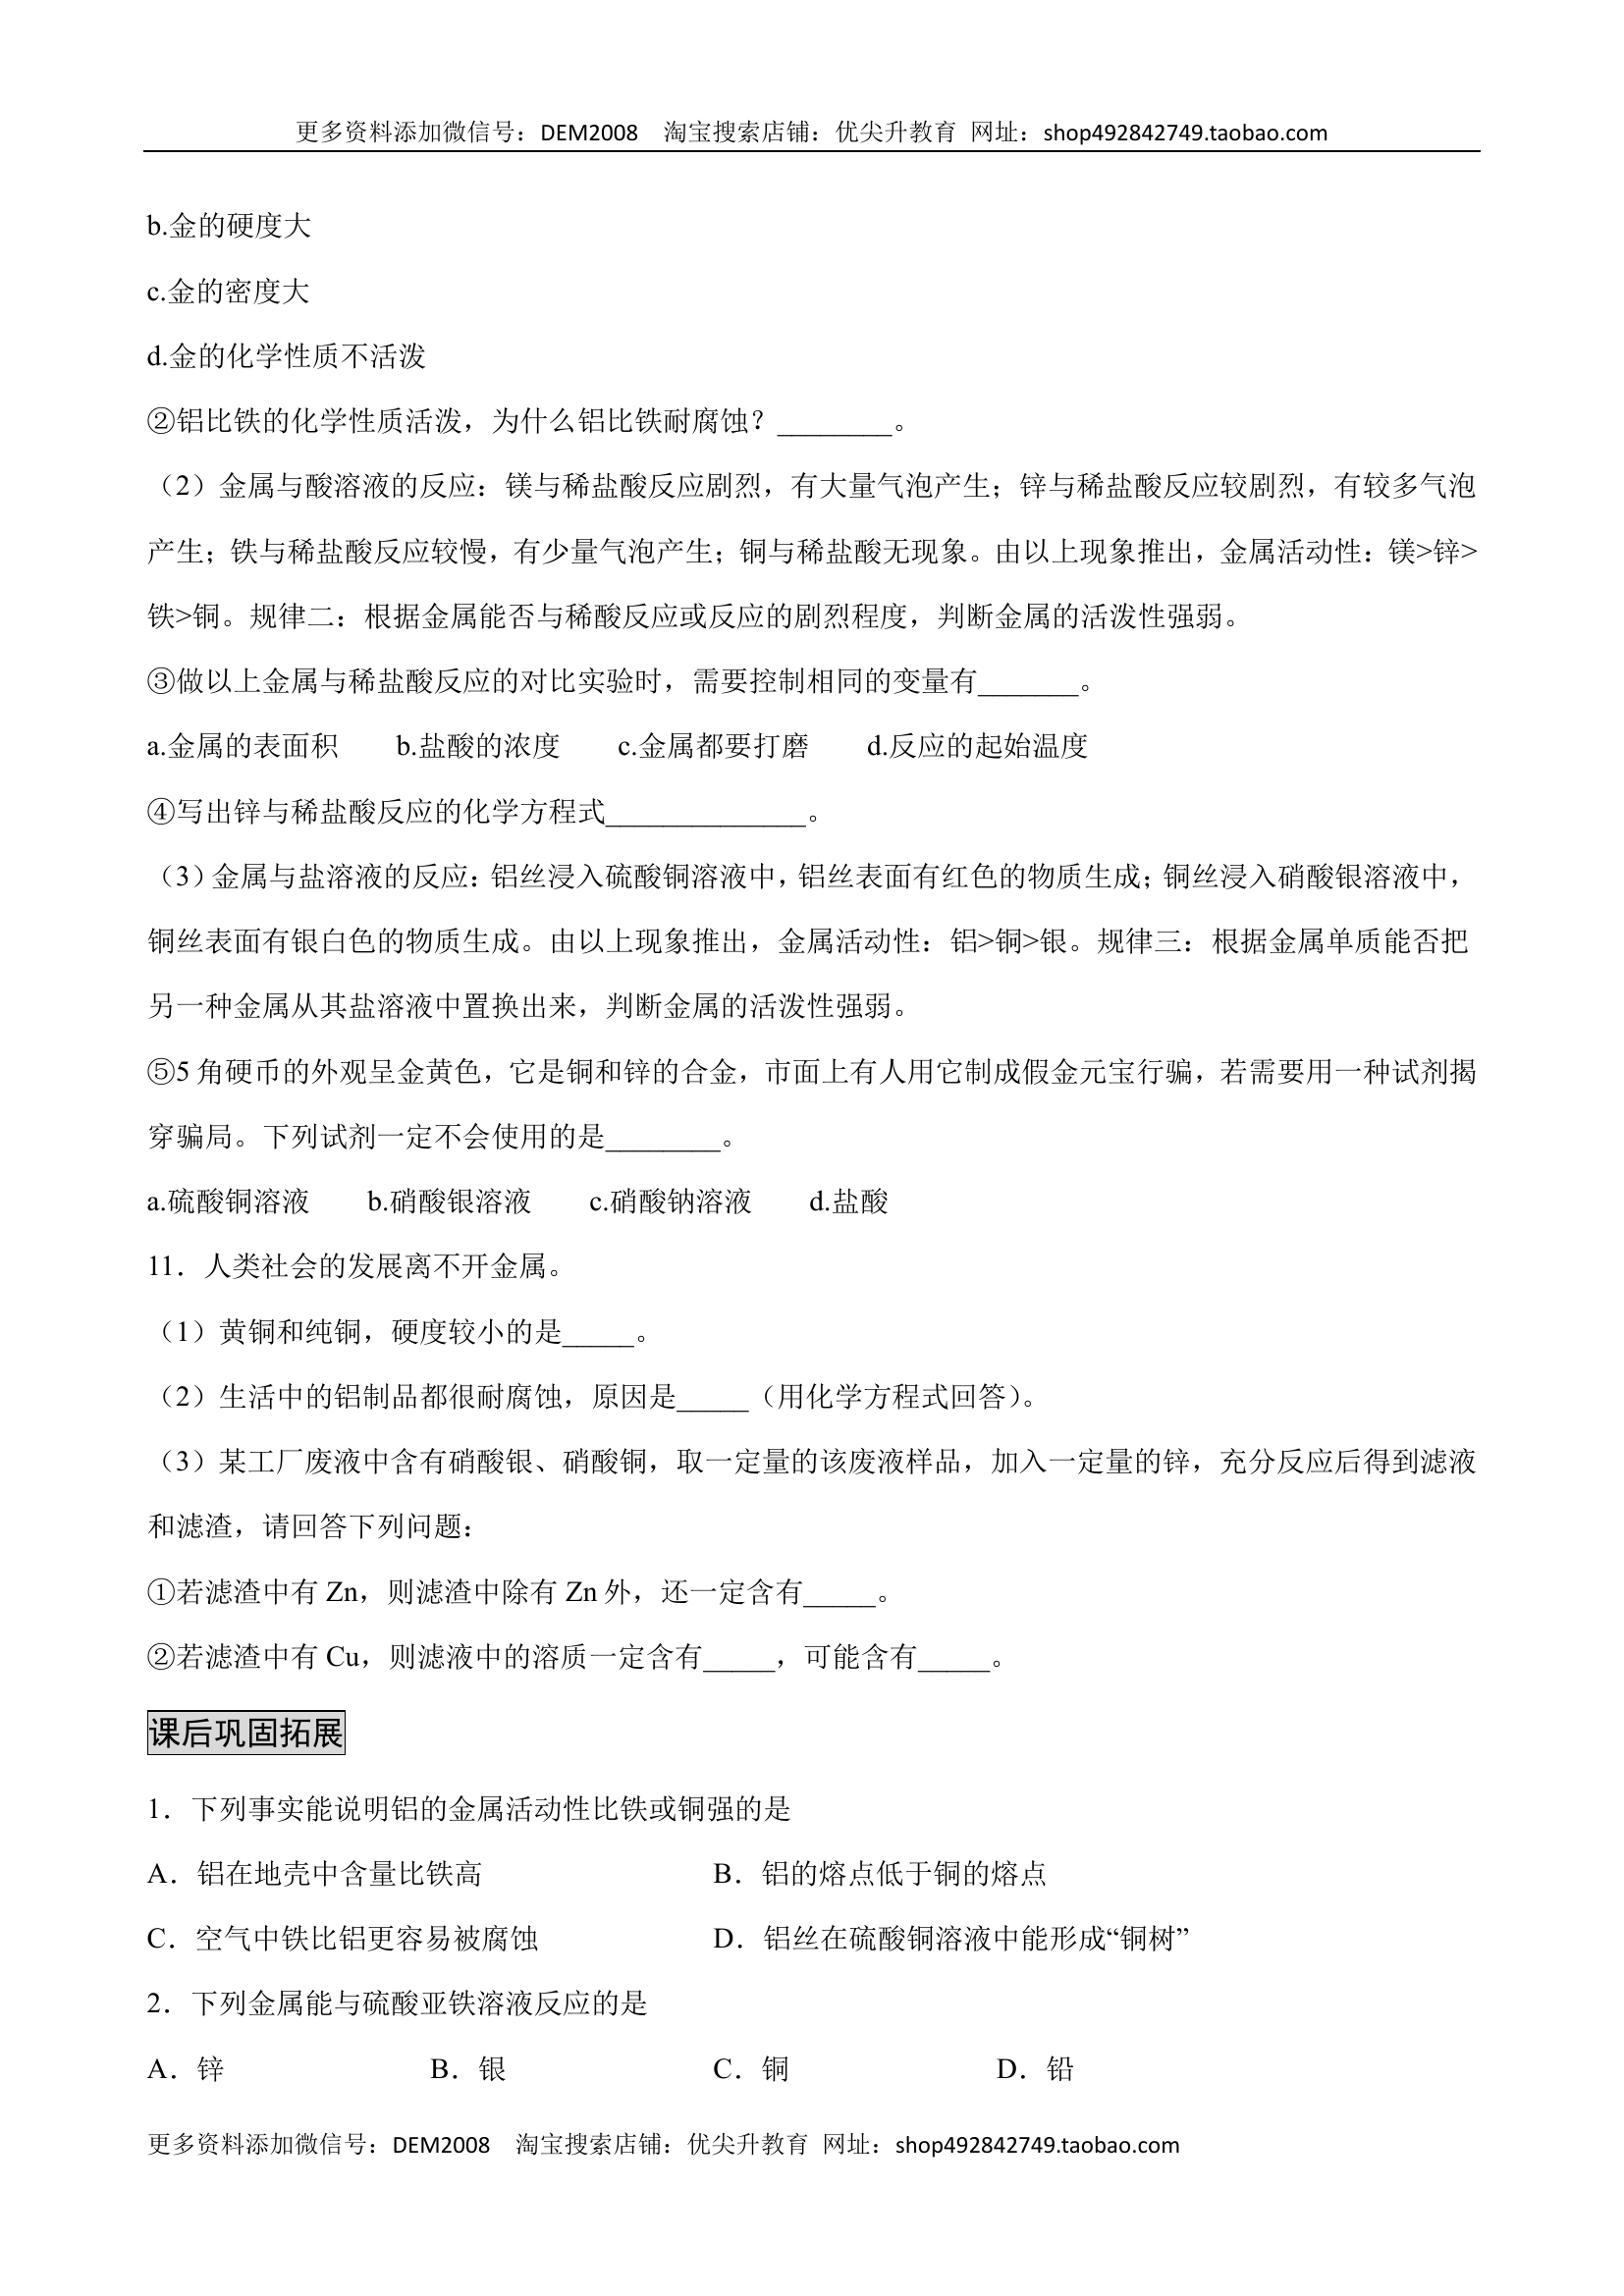 更多资料添加微信号：DEM2008 淘宝搜索店铺：优尖升教育 网址：shop492842749.taobao.com
b.金的硬度大
c.金的密度大
d.金的化学性质不活泼
②铝比铁的化学性质活泼，为什么铝比铁耐腐蚀？________。
（2）金属与酸溶液的反应：镁与稀盐酸反应剧烈，有大量气泡产生；锌与稀盐酸反应较剧烈，有较多气泡
产生；铁与稀盐酸反应较慢，有少量气泡产生；铜与稀盐酸无现象。由以上现象推出，金属活动性：镁>锌>
铁>铜。规律二：根据金属能否与稀酸反应或反应的剧烈程度，判断金属的活泼性强弱。
③做以上金属与稀盐酸反应的对比实验时，需要控制相同的变量有_______。
a.金属的表面积 b.盐酸的浓度 c.金属都要打磨 d.反应的起始温度
④写出锌与稀盐酸反应的化学方程式______________。
（3）金属与盐溶液的反应：铝丝浸入硫酸铜溶液中，铝丝表面有红色的物质生成；铜丝浸入硝酸银溶液中，
铜丝表面有银白色的物质生成。由以上现象推出，金属活动性：铝>铜>银。规律三：根据金属单质能否把
另一种金属从其盐溶液中置换出来，判断金属的活泼性强弱。
⑤5 角硬币的外观呈金黄色，它是铜和锌的合金，市面上有人用它制成假金元宝行骗，若需要用一种试剂揭
穿骗局。下列试剂一定不会使用的是________。
a.硫酸铜溶液 b.硝酸银溶液 c.硝酸钠溶液 d.盐酸
11．人类社会的发展离不开金属。
（1）黄铜和纯铜，硬度较小的是_____。
（2）生活中的铝制品都很耐腐蚀，原因是_____（用化学方程式回答）。
（3）某工厂废液中含有硝酸银、硝酸铜，取一定量的该废液样品，加入一定量的锌，充分反应后得到滤液
和滤渣，请回答下列问题：
①若滤渣中有 Zn，则滤渣中除有 Zn 外，还一定含有_____。
②若滤渣中有 Cu，则滤液中的溶质一定含有_____，可能含有_____。
课后巩固拓展
1．下列事实能说明铝的金属活动性比铁或铜强的是
A．铝在地壳中含量比铁高 B．铝的熔点低于铜的熔点
C．空气中铁比铝更容易被腐蚀 D．铝丝在硫酸铜溶液中能形成“铜树”
2．下列金属能与硫酸亚铁溶液反应的是
A．锌 B．银 C．铜 D．铅
更多资料添加微信号：DEM2008 淘宝搜索店铺：优尖升教育 网址：shop492842749.taobao.com